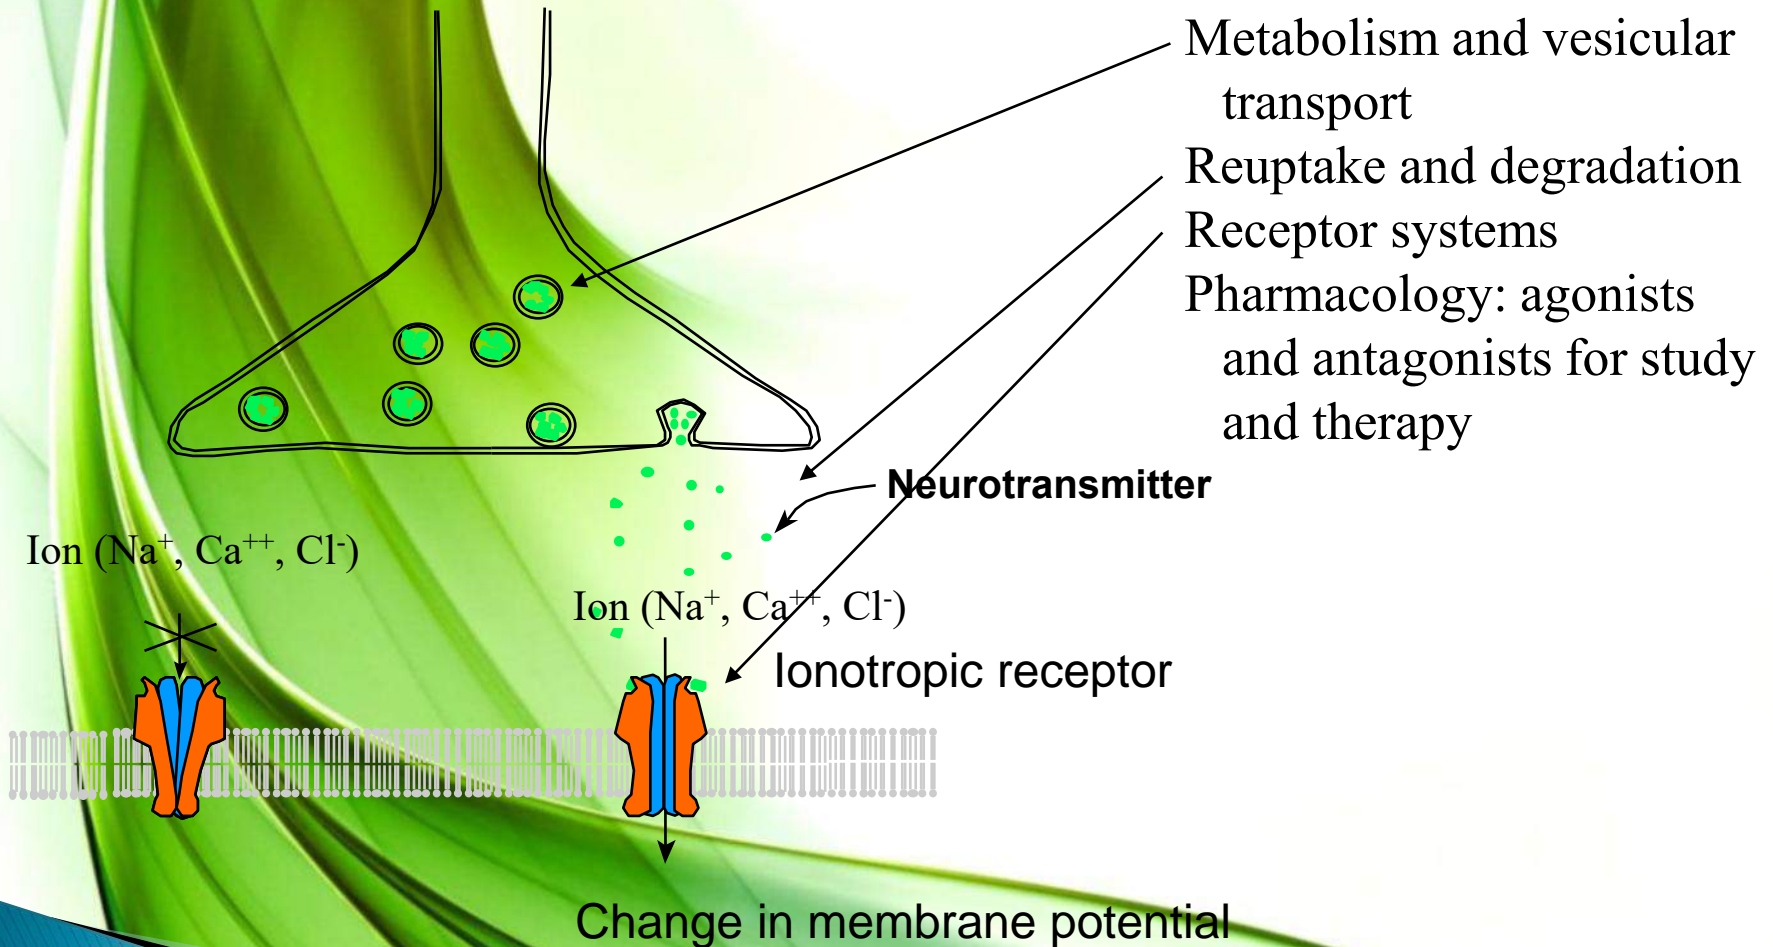 Metabolism and vesicular
transport
Reuptake and degradation
Receptor systems
Pharmacology: agonists
and antagonists for study
and therapy
Neurotransmitter
Ion (Na⁺, Ca⁺⁺, Cl⁻)
Ion (Na⁺, Ca⁺⁺, Cl⁻)
Ionotropic receptor
Change in membrane potential